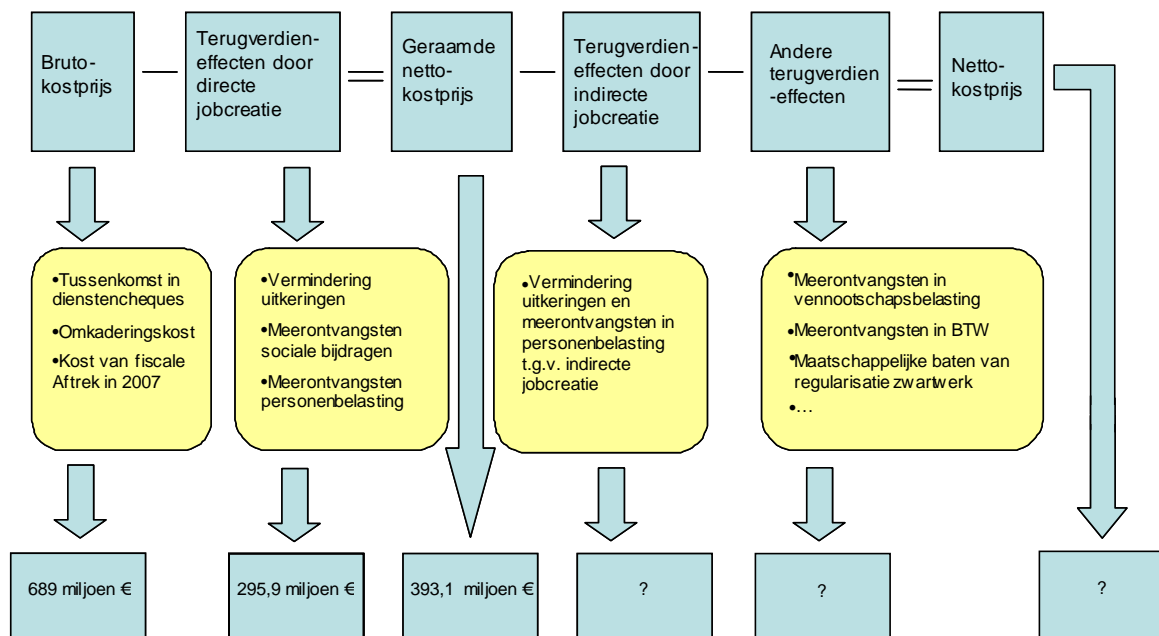 Bruto-
kostprijs
Terugverdien-
effecten door
directe
jobcreatie
Geraamde
netto-
kostprijs
Terugverdien-
effecten door
indirecte
jobcreatie
Andere
terugverdien
-effecten
Netto-
kostprijs
•Tussenkomst in
dienstencheques
•Omkaderingskost
•Kost van fiscale
Aftrek in 2007
•Vermindering
uitkeringen
•Meerontvangsten
sociale bijdragen
•Meerontvangsten
personenbelasting
•Vermindering
uitkeringen en
meerontvangsten in
personenbelasting
t.g.v. indirecte
jobcreatie
•Meerontvangsten in
vennootschapsbelasting
•Meerontvangsten in BTW
•Maatschappelijke baten van
regularisatie zwartwerk
•…
689 miljoen €
295,9 miljoen €
393,1 miljoen €
?
?
?